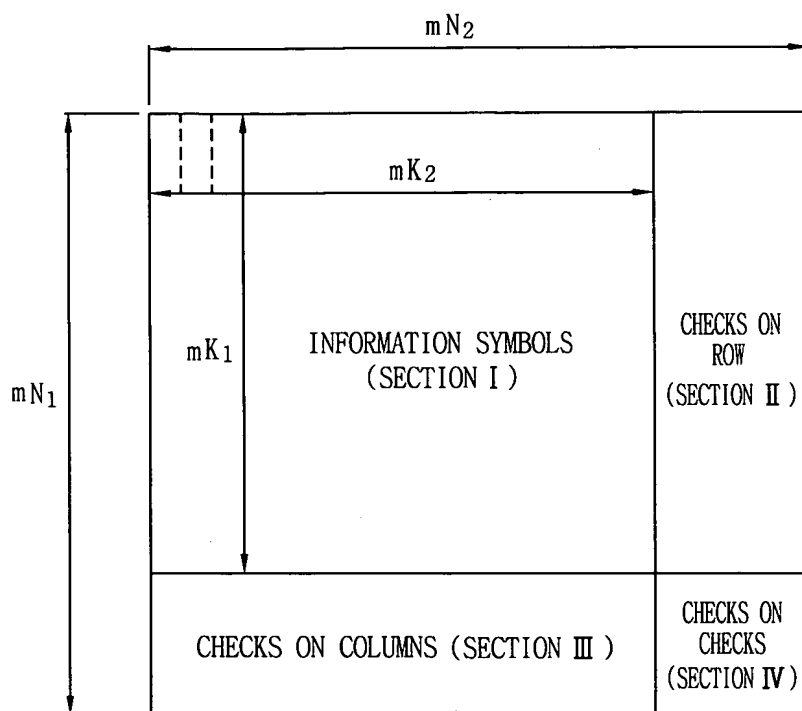 mN2
mK2
mK1
mN1
INFORMATION SYMBOLS
(SECTION I)
CHECKS ON
ROW
(SECTION II)
CHECKS ON COLUMNS (SECTION III)
CHECKS ON
CHECKS
(SECTION IV)